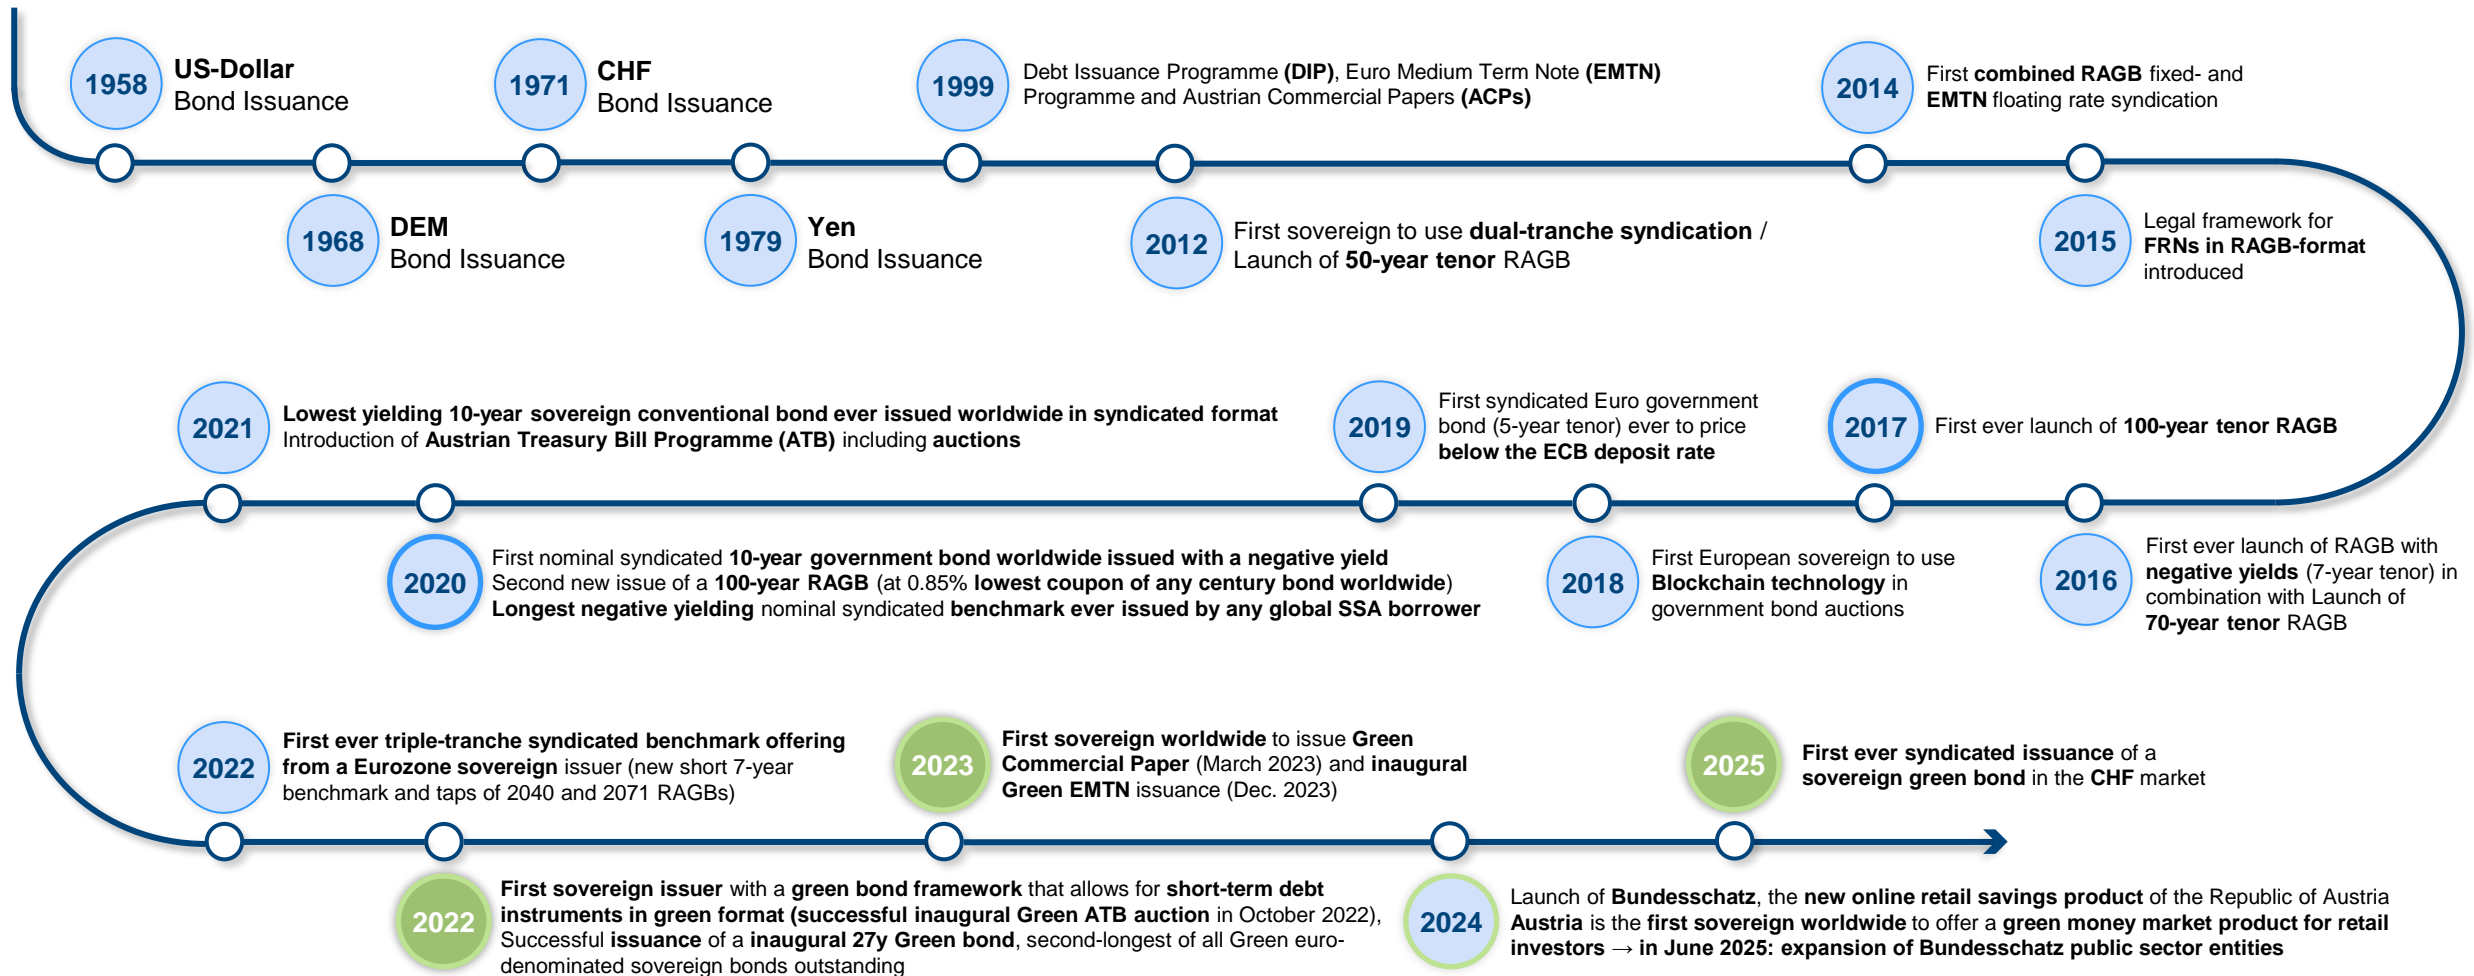 1958
US-Dollar
Bond Issuance
1968
DEM
Bond Issuance
1971
CHF
Bond Issuance
1979
Yen
Bond Issuance
1999
Debt Issuance Programme (DIP), Euro Medium Term Note (EMTN)
Programme and Austrian Commercial Papers (ACPs)
2012
First sovereign to use dual-tranche syndication /
Launch of 50-year tenor RAGB
2014
First combined RAGB fixed- and
EMTN floating rate syndication
2015
Legal framework for
FRNs in RAGB-format
introduced
2016
First ever launch of RAGB with
negative yields (7-year tenor) in
combination with Launch of
70-year tenor RAGB
2017
First ever launch of 100-year tenor RAGB
2018
First European sovereign to use
Blockchain technology in
government bond auctions
2019
First syndicated Euro government
bond (5-year tenor) ever to price
below the ECB deposit rate
2020
First nominal syndicated 10-year government bond worldwide issued with a negative yield
Second new issue of a 100-year RAGB (at 0.85% lowest coupon of any century bond worldwide)
Longest negative yielding nominal syndicated benchmark ever issued by any global SSA borrower
2021
Lowest yielding 10-year sovereign conventional bond ever issued worldwide in syndicated format
Introduction of Austrian Treasury Bill Programme (ATB) including auctions
2022
First ever triple-tranche syndicated benchmark offering
from a Eurozone sovereign issuer (new short 7-year
benchmark and taps of 2040 and 2071 RAGBs)
2022
First sovereign issuer with a green bond framework that allows for short-term debt
instruments in green format (successful inaugural Green ATB auction in October 2022),
Successful issuance of a inaugural 27y Green bond, second-longest of all Green euro-
denominated sovereign bonds outstanding
2023
First sovereign worldwide to issue Green
Commercial Paper (March 2023) and inaugural
Green EMTN issuance (Dec. 2023)
2024
Launch of Bundesschatz, the new online retail savings product of the Republic of Austria
Austria is the first sovereign worldwide to offer a green money market product for retail
investors → in June 2025: expansion of Bundesschatz public sector entities
2025
First ever syndicated issuance of a
sovereign green bond in the CHF market